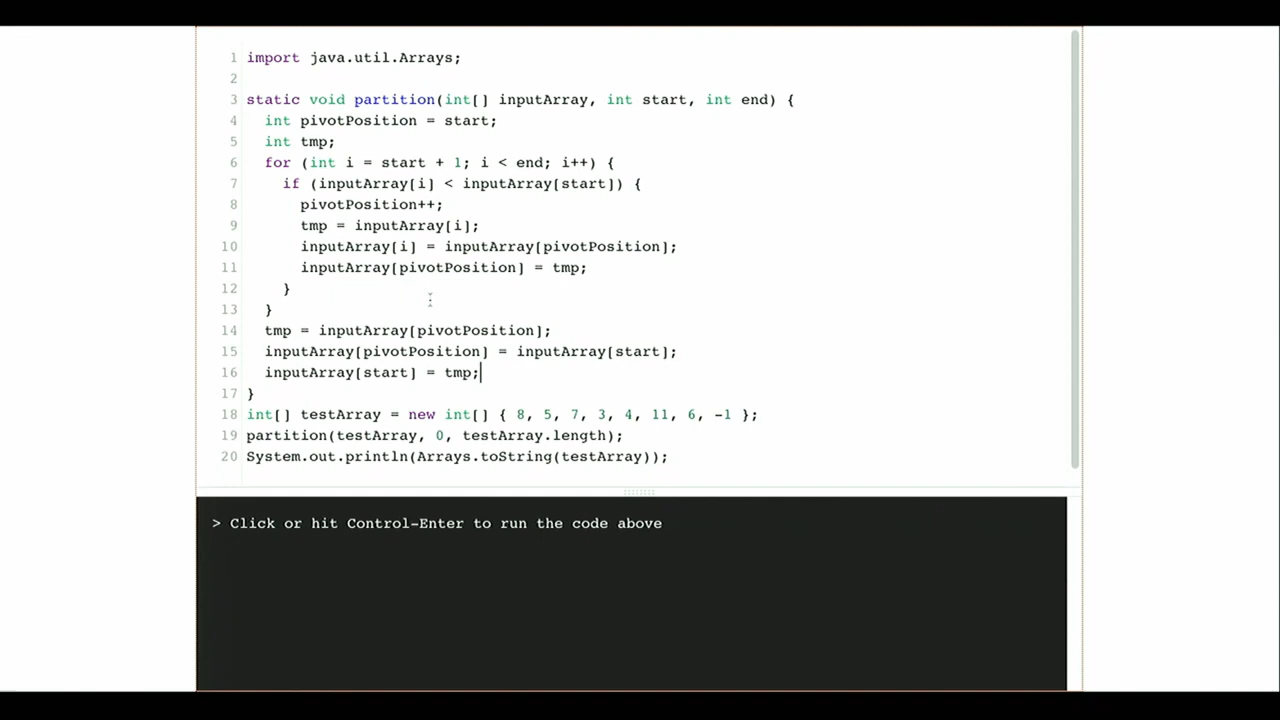 1 import java.util.Arrays;
2
3 static void partition(int[] inputArray, int start, int end) {
4   int pivotPosition = start;
5   int tmp;
6   for (int i = start + 1; i < end; i++) {
7     if (inputArray[i] < inputArray[start]) {
8       pivotPosition++;
9       tmp = inputArray[i];
10       inputArray[i] = inputArray[pivotPosition];
11       inputArray[pivotPosition] = tmp;
12     }
13   }
14   tmp = inputArray[pivotPosition];
15   inputArray[pivotPosition] = inputArray[start];
16   inputArray[start] = tmp;
17 }
18 int[] testArray = new int[] { 8, 5, 7, 3, 4, 11, 6, -1 };
19 partition(testArray, 0, testArray.length);
20 System.out.println(Arrays.toString(testArray));
> Click or hit Control-Enter to run the code above